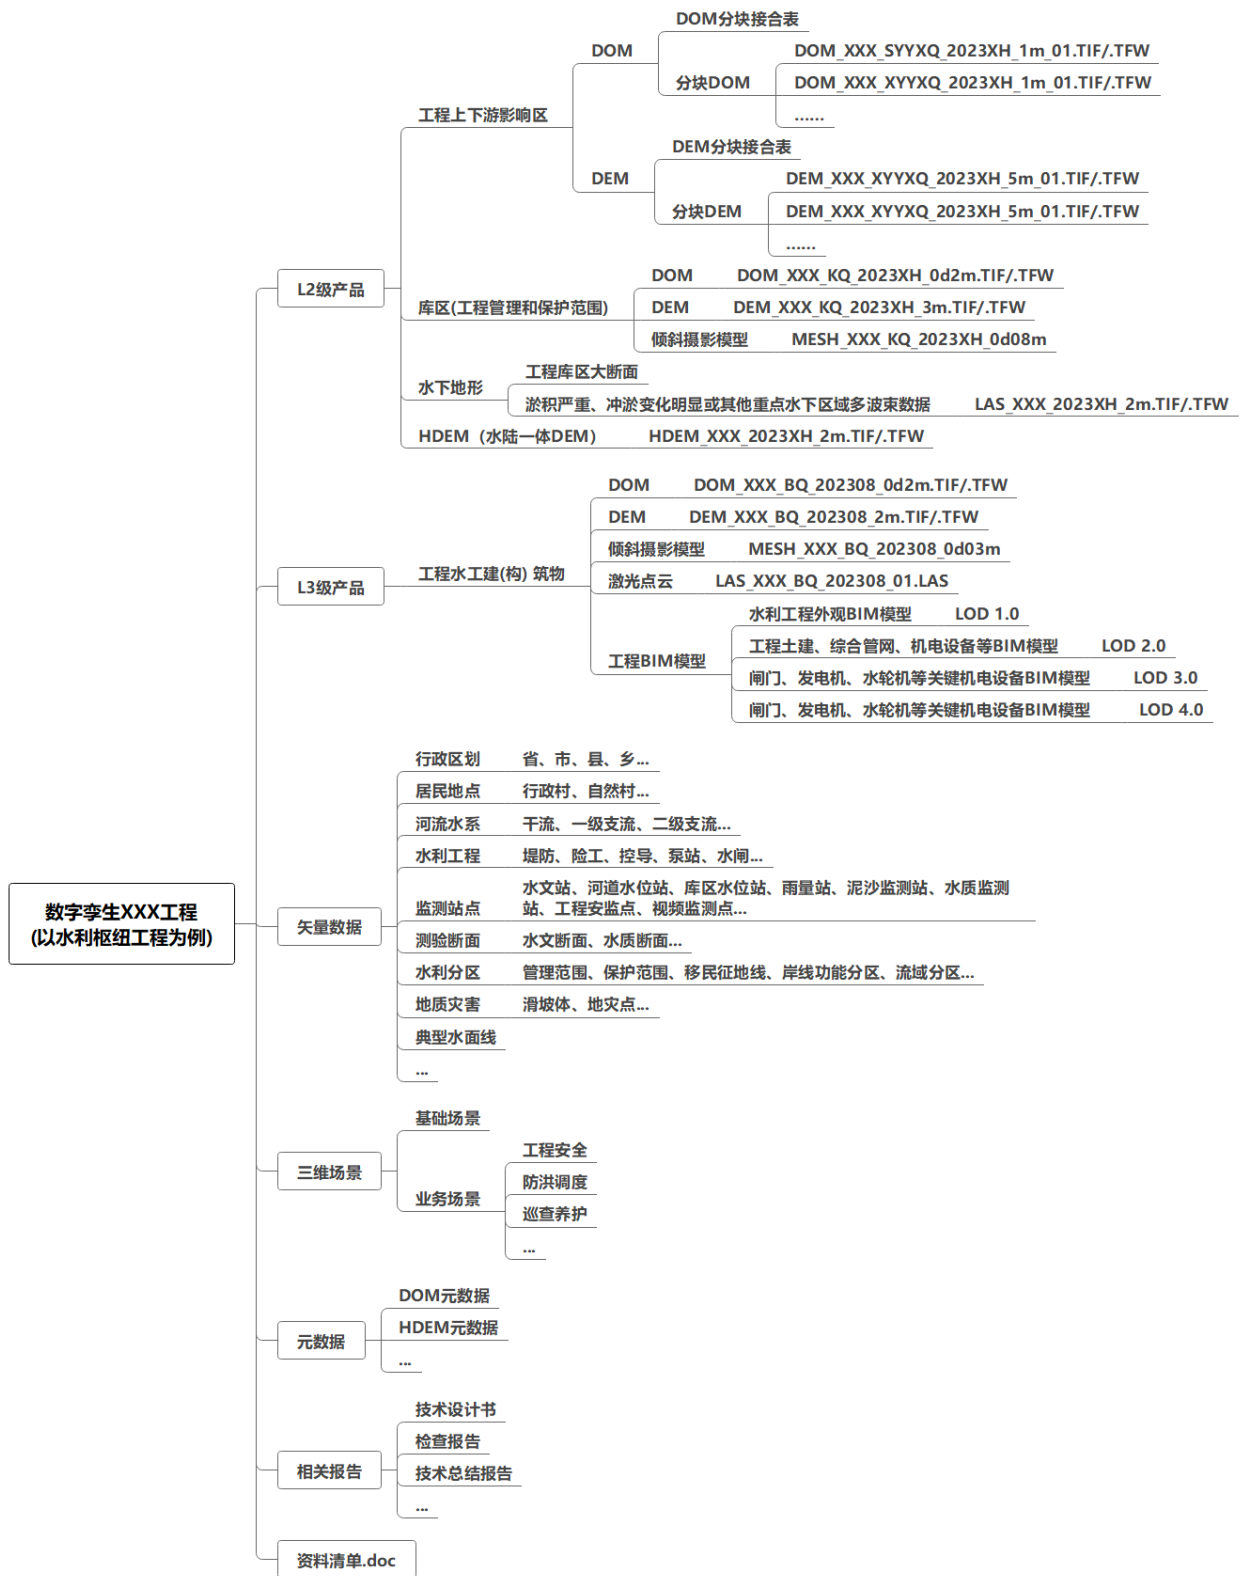 DOM分块接合表
DOM
DOM_XXX_SYYXQ_2023XH_1m_01.TIF/.TFW
分块DOM
DOM_XXX_XYYXQ_2023XH_1m_01.TIF/.TFW
......
工程上下游影响区
DEM分块接合表
DEM
DEM_XXX_XYYXQ_2023XH_5m_01.TIF/.TFW
分块DEM
DEM_XXX_XYYXQ_2023XH_5m_01.TIF/.TFW
......
L2级产品
DOM
DOM_XXX_KQ_2023XH_0d2m.TIF/.TFW
库区(工程管理和保护范围)
DEM
DEM_XXX_KQ_2023XH_3m.TIF/.TFW
倾斜摄影模型
MESH_XXX_KQ_2023XH_0d08m
水下地形
工程库区大断面
淤积严重、冲淤变化明显或其他重点水下区域多波束数据
LAS_XXX_2023XH_2m.TIF/.TFW
HDEM（水陆一体DEM）
HDEM_XXX_2023XH_2m.TIF/.TFW
DOM
DOM_XXX_BQ_202308_0d2m.TIF/.TFW
DEM
DEM_XXX_BQ_202308_2m.TIF/.TFW
倾斜摄影模型
MESH_XXX_BQ_202308_0d03m
L3级产品
工程水工建(构) 筑物
激光点云
LAS_XXX_BQ_202308_01.LAS
水利工程外观BIM模型
LOD 1.0
工程土建、综合管网、机电设备等BIM模型
LOD 2.0
工程BIM模型
闸门、发电机、水轮机等关键机电设备BIM模型
LOD 3.0
闸门、发电机、水轮机等关键机电设备BIM模型
LOD 4.0
行政区划
省、市、县、乡...
居民地点
行政村、自然村...
河流水系
干流、一级支流、二级支流...
水利工程
堤防、险工、控导、泵站、水闸...
数字孪生XXX工程
(以水利枢纽工程为例)
矢量数据
监测站点
水文站、河道水位站、库区水位站、雨量站、泥沙监测站、水质监测
站、工程安监点、视频监测点...
测验断面
水文断面、水质断面...
水利分区
管理范围、保护范围、移民征地线、岸线功能分区、流域分区...
地质灾害
滑坡体、地灾点...
典型水面线
...
基础场景
三维场景
工程安全
业务场景
防洪调度
巡查养护
...
DOM元数据
元数据
HDEM元数据
...
技术设计书
检查报告
相关报告
技术总结报告
...
资料清单.doc